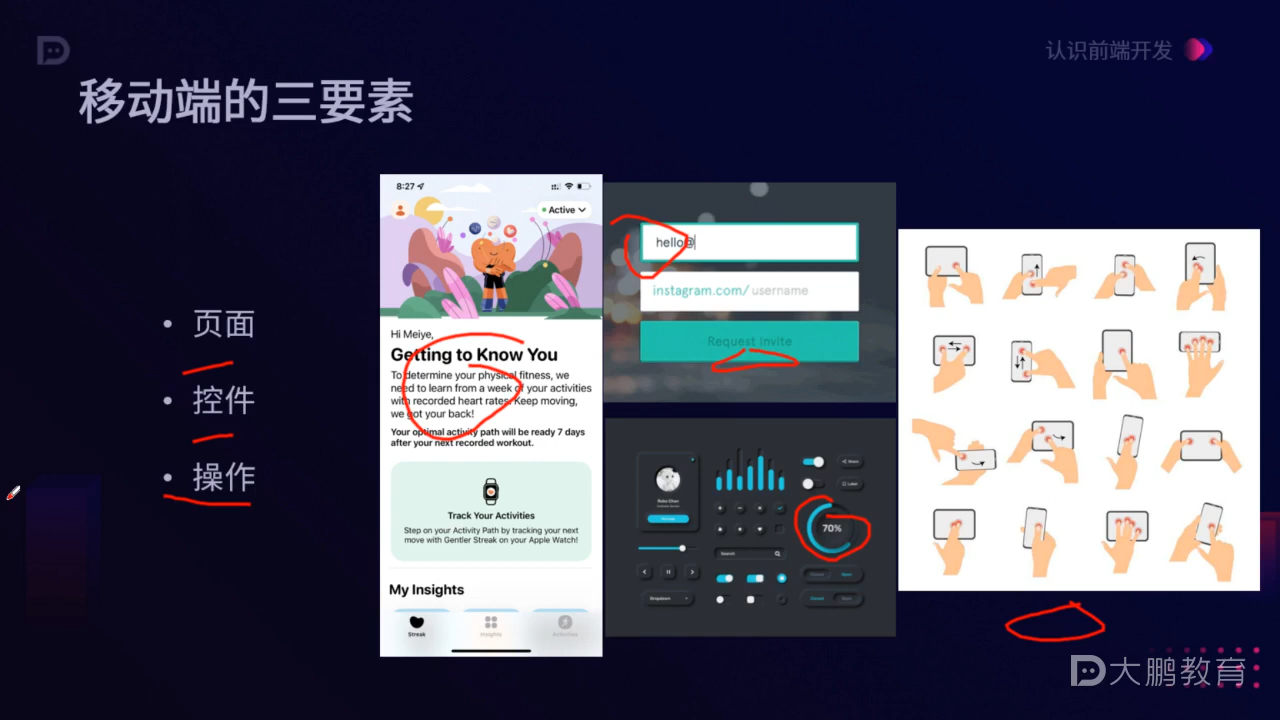 认识前端开发
移动端的三要素
页面
控件
操作
8:27
Active
Hi Meiye,
Getting to Know You
To determine your physical fitness, we
need to learn from a week of your activities
with recorded heart rates. Keep moving,
we got your back!
Your optimal activity path will be ready 7 days
after your next recorded workout.
Track Your Activities
Step on your Activity Path by tracking your next
move with Gentler Streak on your Apple Watch!
My Insights
Streak
Insights
Activities
hello@
instagram.com/ username
Request Invite
Share
Search
70%
Dropdown
Open
Closed
大鹏教育